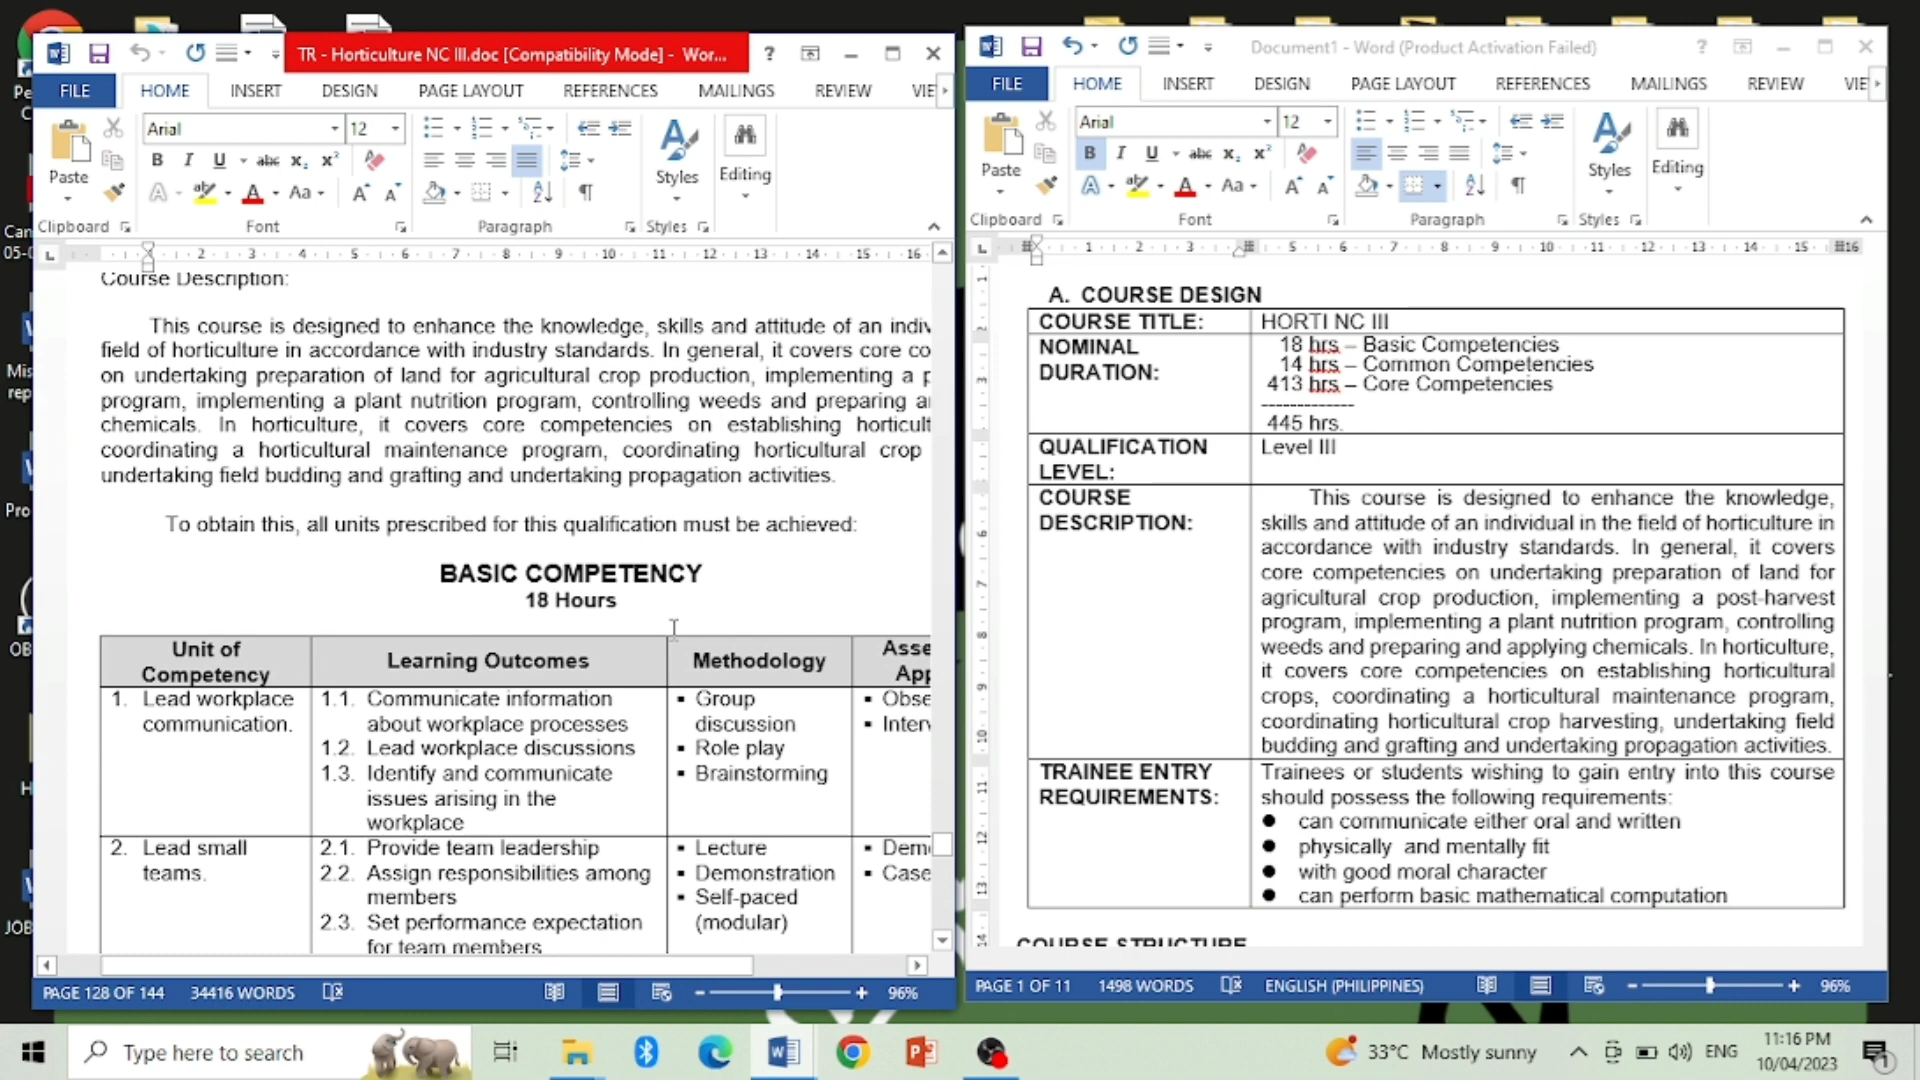 TR - Horticulture NC III.doc [Compatibility Mode] - Wor...
FILE HOME INSERT DESIGN PAGE LAYOUT REFERENCES MAILINGS REVIEW
Arial 12
Paste Styles Editing
Clipboard Font Paragraph Styles
Course Description:
This course is designed to enhance the knowledge, skills and attitude of an
field of horticulture in accordance with industry standards. In general, it covers core
on undertaking preparation of land for agricultural crop production, implementing a
program, implementing a plant nutrition program, controlling weeds and preparing
chemicals. In horticulture, it covers core competencies on establishing
coordinating a horticultural maintenance program, coordinating horticultural crop
undertaking field budding and grafting and undertaking propagation activities.
To obtain this, all units prescribed for this qualification must be achieved:
BASIC COMPETENCY
18 Hours
Unit of Competency
Learning Outcomes
Methodology
1. Lead workplace communication.
1.1. Communicate information
about workplace processes
1.2. Lead workplace discussions
1.3. Identify and communicate
issues arising in the
workplace
▪ Group
discussion
▪ Role play
▪ Brainstorming
2. Lead small
teams.
2.1. Provide team leadership
2.2. Assign responsibilities among
members
2.3. Set performance expectation
for team members
▪ Lecture
▪ Demonstration
▪ Self-paced
(modular)
PAGE 128 OF 144 34416 WORDS 96%
Document1 - Word (Product Activation Failed)
FILE HOME INSERT DESIGN PAGE LAYOUT REFERENCES MAILINGS REVIEW
Arial 12
Paste Styles Editing
Clipboard Font Paragraph Styles
A. COURSE DESIGN
COURSE TITLE: HORTI NC III
NOMINAL
DURATION:
18 hrs – Basic Competencies
14 hrs – Common Competencies
413 hrs – Core Competencies
-------------
445 hrs.
QUALIFICATION
LEVEL:
Level III
COURSE
DESCRIPTION:
This course is designed to enhance the knowledge,
skills and attitude of an individual in the field of horticulture in
accordance with industry standards. In general, it covers
core competencies on undertaking preparation of land for
agricultural crop production, implementing a post-harvest
program, implementing a plant nutrition program, controlling
weeds and preparing and applying chemicals. In horticulture,
it covers core competencies on establishing horticultural
crops, coordinating a horticultural maintenance program,
coordinating horticultural crop harvesting, undertaking field
budding and grafting and undertaking propagation activities.
TRAINEE ENTRY
REQUIREMENTS:
Trainees or students wishing to gain entry into this course
should possess the following requirements:
● can communicate either oral and written
● physically and mentally fit
● with good moral character
● can perform basic mathematical computation
COURSE STRUCTURE
PAGE 1 OF 11 1498 WORDS ENGLISH (PHILIPPINES) 96%
Type here to search
33°C Mostly sunny
ENG
11:16 PM
10/04/2023